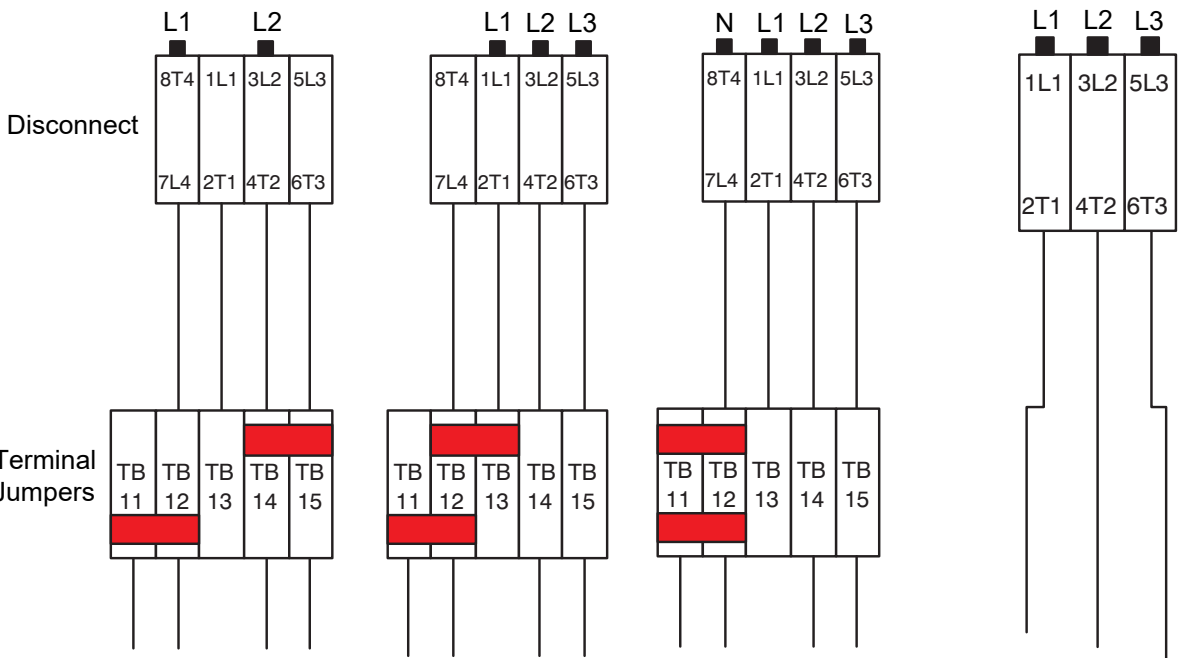 L1 L2 L1 L2 L3 N L1 L2 L3 L1 L2 L3
8T4 1L1 3L2 5L3 8T4 1L1 3L2 5L3 8T4 1L1 3L2 5L3 1L1 3L2 5L3
Disconnect
7L4 2T1 4T2 6T3 7L4 2T1 4T2 6T3 7L4 2T1 4T2 6T3 2T1 4T2 6T3
Terminal TB TB TB TB TB TB TB TB TB TB TB TB TB TB TB
Jumpers 11 12 13 14 15 11 12 13 14 15 11 12 13 14 15